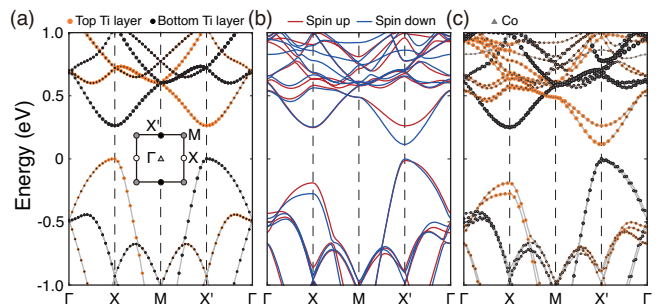 (a) Top Ti layer Bottom Ti layer (b) Spin up Spin down (c) Co
1.0
0.5
0
-0.5
-1.0
Energy (eV)
X' M
Γ X
Γ X M X' Γ Γ X M X' Γ Γ X M X' Γ